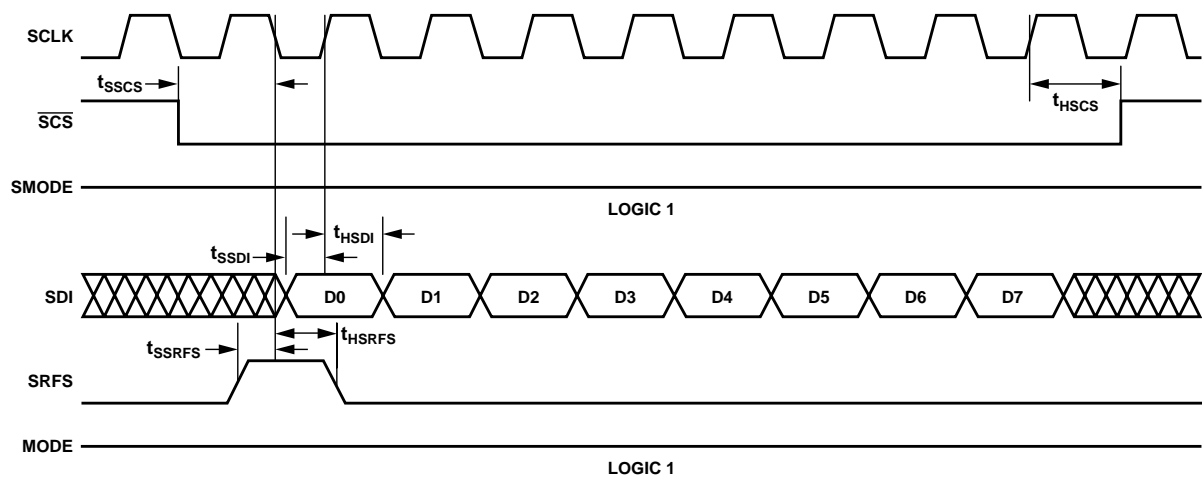 SCLK
tSSCS
tHSCS
SCS
SMODE
LOGIC 1
tHSDI
tSSDI
SDI
D0 D1 D2 D3 D4 D5 D6 D7
tHSRFS
tSSRFS
SRFS
MODE
LOGIC 1